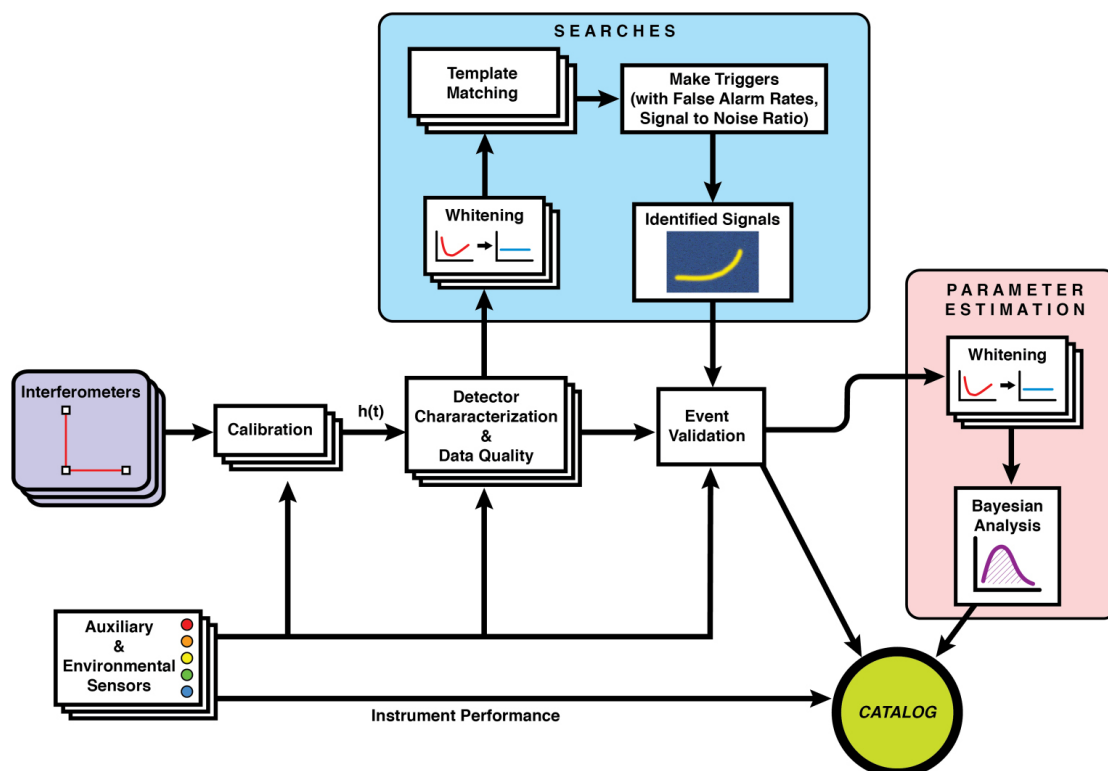 SEARCHES
Template
Matching
Make Triggers
(with False Alarm Rates,
Signal to Noise Ratio)
Whitening
Identified Signals
PARAMETER
ESTIMATION
Whitening
Interferometers
Calibration
h(t)
Detector
Chararacterization
&
Data Quality
Event
Validation
Bayesian
Analysis
Auxiliary
&
Environmental
Sensors
Instrument Performance
CATALOG